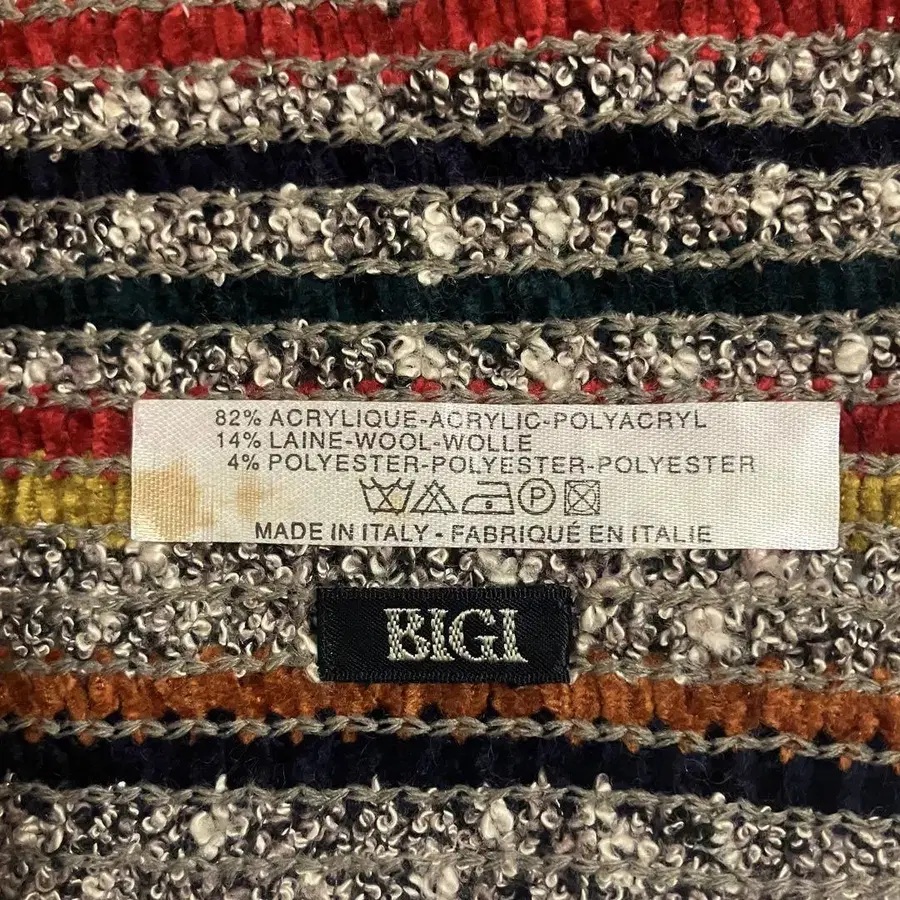 82% ACRYLIQUE-ACRYLIC-POLYACRYL
14% LAINE-WOOL-WOLLE
4% POLYESTER-POLYESTER-POLYESTER
P
MADE IN ITALY - FABRIQUÉ EN ITALIE
BIGI